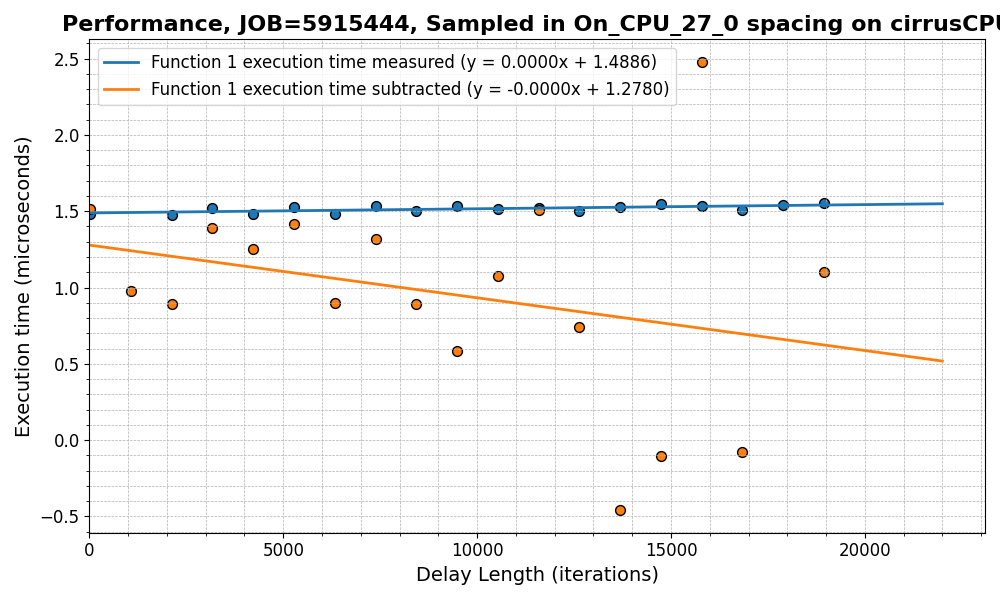 Performance, JOB=5915444, Sampled in On_CPU_27_0 spacing on cirrusCPU
Function 1 execution time measured (y = 0.0000x + 1.4886)
Function 1 execution time subtracted (y = -0.0000x + 1.2780)
Execution time (microseconds)
2.5
2.0
1.5
1.0
0.5
0.0
−0.5
0 5000 10000 15000 20000
Delay Length (iterations)